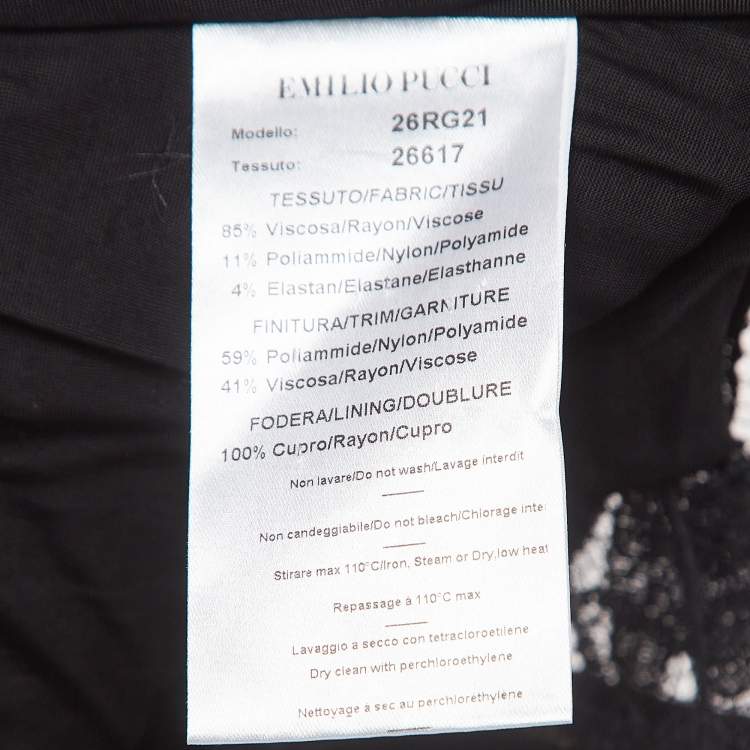 EMILIO PUCCI
Modello: 26RG21
Tessuto: 26617
TESSUTO/FABRIC/TISSU
85% Viscosa/Rayon/Viscose
11% Poliammide/Nylon/Polyamide
4% Elastan/Elastane/Elasthanne
FINITURA/TRIM/GARNITURE
59% Poliammide/Nylon/Polyamide
41% Viscosa/Rayon/Viscose
FODERA/LINING/DOUBLURE
100% Cupro/Rayon/Cupro
Non lavare/Do not wash/Lavage interdit
Non candeggiabile/Do not bleach/Chlorage inte
Stirare max 110°C/Iron, Steam or Dry,low heat
Repassage à 110°C max
Lavaggio a secco con tetracloroetilene
Dry clean with perchloroethylene
Nettoyage a sec au perchlorethylene